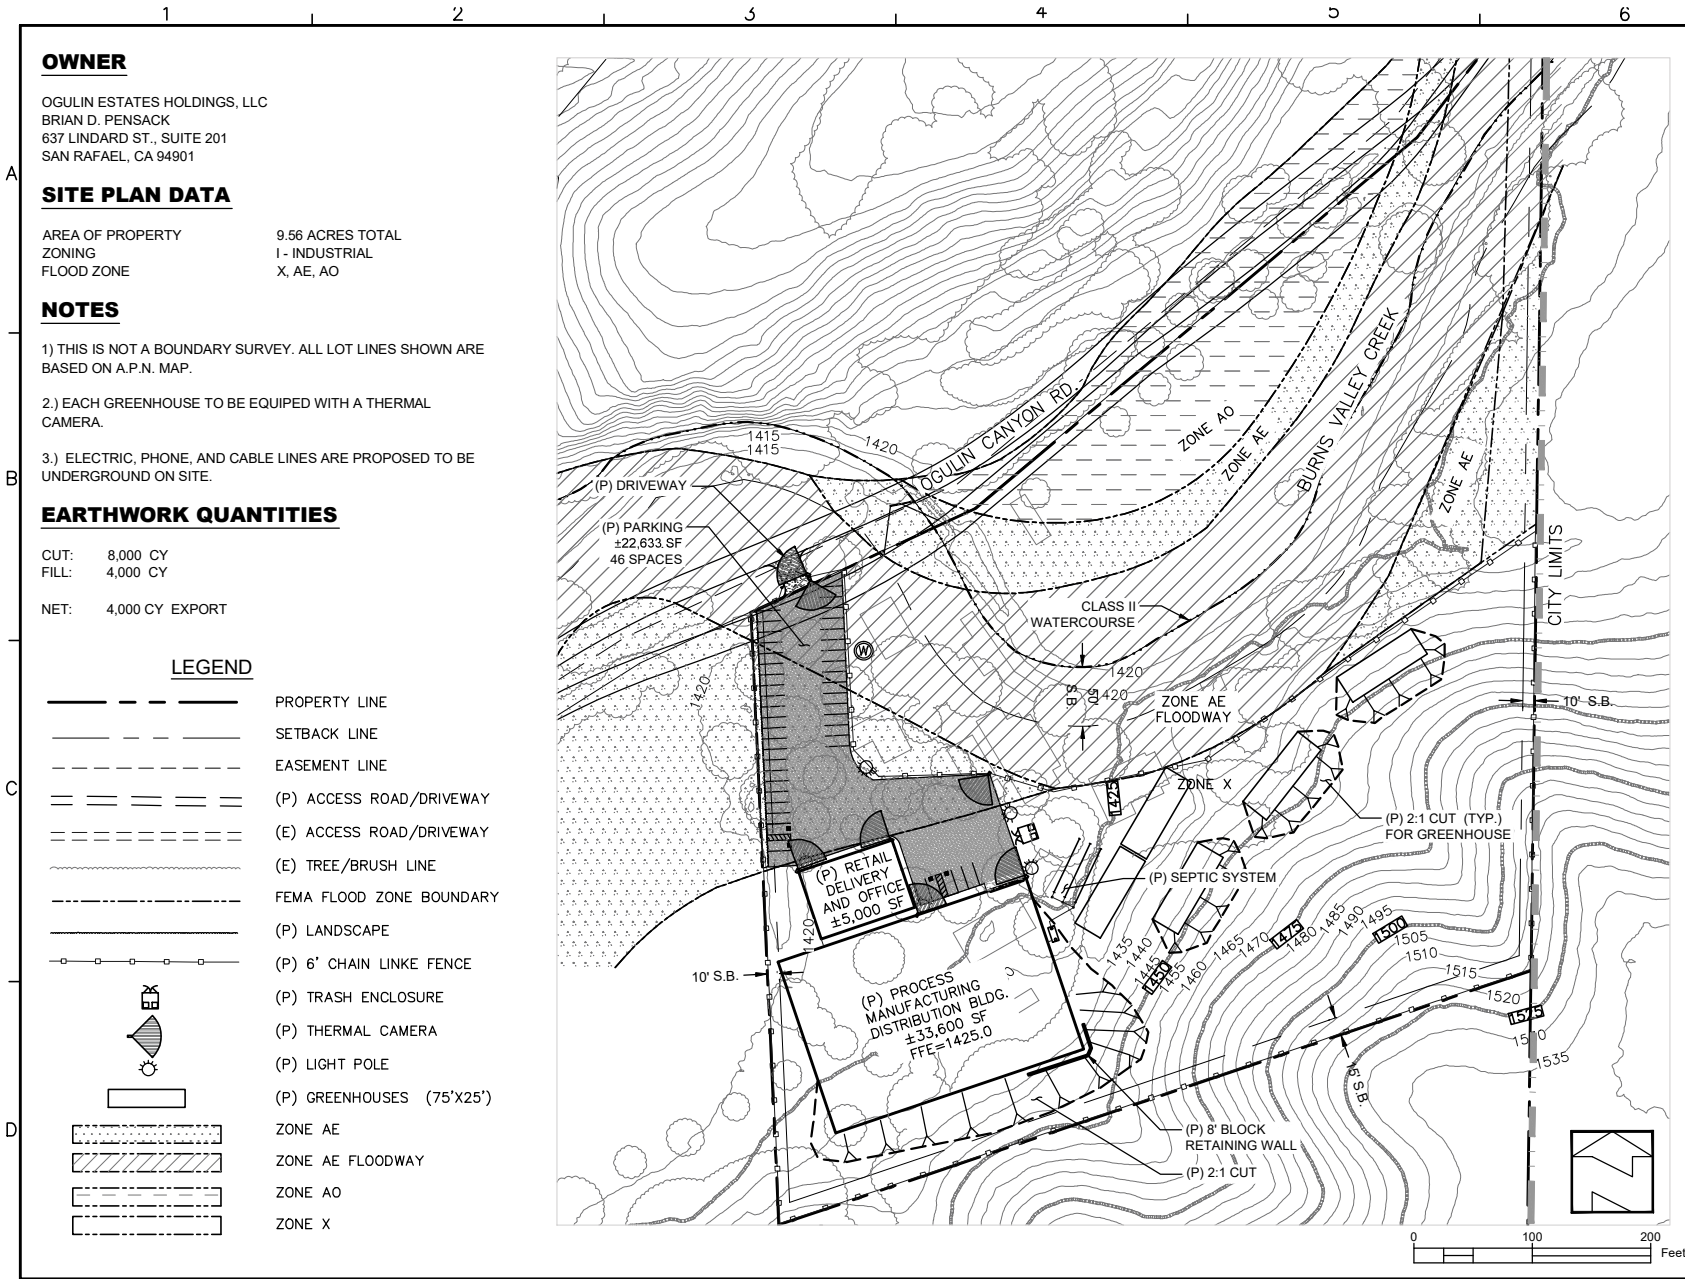 1 2 3 4 5 6
A
B
C
D
OWNER
OGULIN ESTATES HOLDINGS, LLC
BRIAN D. PENSACK
637 LINDARD ST., SUITE 201
SAN RAFAEL, CA 94901
SITE PLAN DATA
AREA OF PROPERTY 9.56 ACRES TOTAL
ZONING I - INDUSTRIAL
FLOOD ZONE X, AE, AO
NOTES
1) THIS IS NOT A BOUNDARY SURVEY. ALL LOT LINES SHOWN ARE
BASED ON A.P.N. MAP.
2.) EACH GREENHOUSE TO BE EQUIPED WITH A THERMAL
CAMERA.
3.) ELECTRIC, PHONE, AND CABLE LINES ARE PROPOSED TO BE
UNDERGROUND ON SITE.
EARTHWORK QUANTITIES
CUT: 8,000 CY
FILL: 4,000 CY
NET: 4,000 CY EXPORT
LEGEND
PROPERTY LINE
SETBACK LINE
EASEMENT LINE
(P) ACCESS ROAD/DRIVEWAY
(E) ACCESS ROAD/DRIVEWAY
(E) TREE/BRUSH LINE
FEMA FLOOD ZONE BOUNDARY
(P) LANDSCAPE
(P) 6' CHAIN LINKE FENCE
(P) TRASH ENCLOSURE
(P) THERMAL CAMERA
(P) LIGHT POLE
(P) GREENHOUSES (75'X25')
ZONE AE
ZONE AE FLOODWAY
ZONE AO
ZONE X
1415
1415
1420
OGULIN CANYON RD.
ZONE AO
ZONE AE
BURNS VALLEY CREEK
ZONE AE
CITY LIMITS
(P) DRIVEWAY
(P) PARKING
±22,633 SF
46 SPACES
CLASS II
WATERCOURSE
W
1420
1420
1420
50'
S.B.
ZONE AE
FLOODWAY
10' S.B.
ZONE X
1425
(P) 2:1 CUT (TYP.)
FOR GREENHOUSE
(P) RETAIL
DELIVERY
AND OFFICE
±5,000 SF
(P) SEPTIC SYSTEM
1420
10' S.B.
(P) PROCESS
MANUFACTURING
DISTRIBUTION BLDG.
±33,600 SF
FFE=1425.0
1435
1440
1445
1450
1455
1460
1465
1470
1475
1480
1485
1490
1495
1500
1505
1510
1515
1520
1525
1535
15' S.B.
(P) 8' BLOCK
RETAINING WALL
(P) 2:1 CUT
0 100 200
Feet